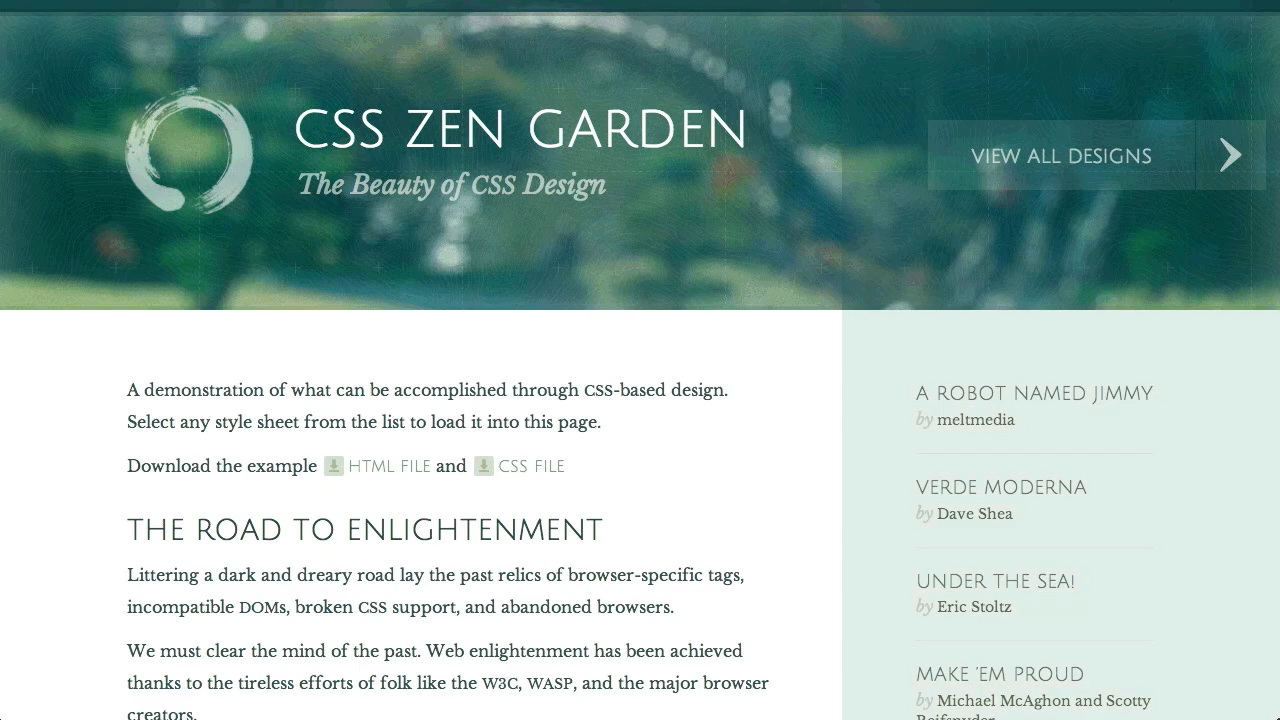 CSS ZEN GARDEN
The Beauty of CSS Design
VIEW ALL DESIGNS
A demonstration of what can be accomplished through CSS-based design.
Select any style sheet from the list to load it into this page.
Download the example HTML FILE and CSS FILE
THE ROAD TO ENLIGHTENMENT
Littering a dark and dreary road lay the past relics of browser-specific tags,
incompatible DOMs, broken CSS support, and abandoned browsers.
We must clear the mind of the past. Web enlightenment has been achieved
thanks to the tireless efforts of folk like the W3C, WASP, and the major browser
creators.
A ROBOT NAMED JIMMY
by meltmedia
VERDE MODERNA
by Dave Shea
UNDER THE SEA!
by Eric Stoltz
MAKE 'EM PROUD
by Michael McAghon and Scotty
Reifsnyder